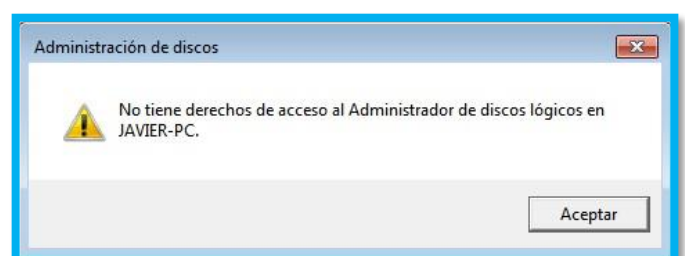 Administración de discos
No tiene derechos de acceso al Administrador de discos lógicos en
JAVIER-PC.
Aceptar